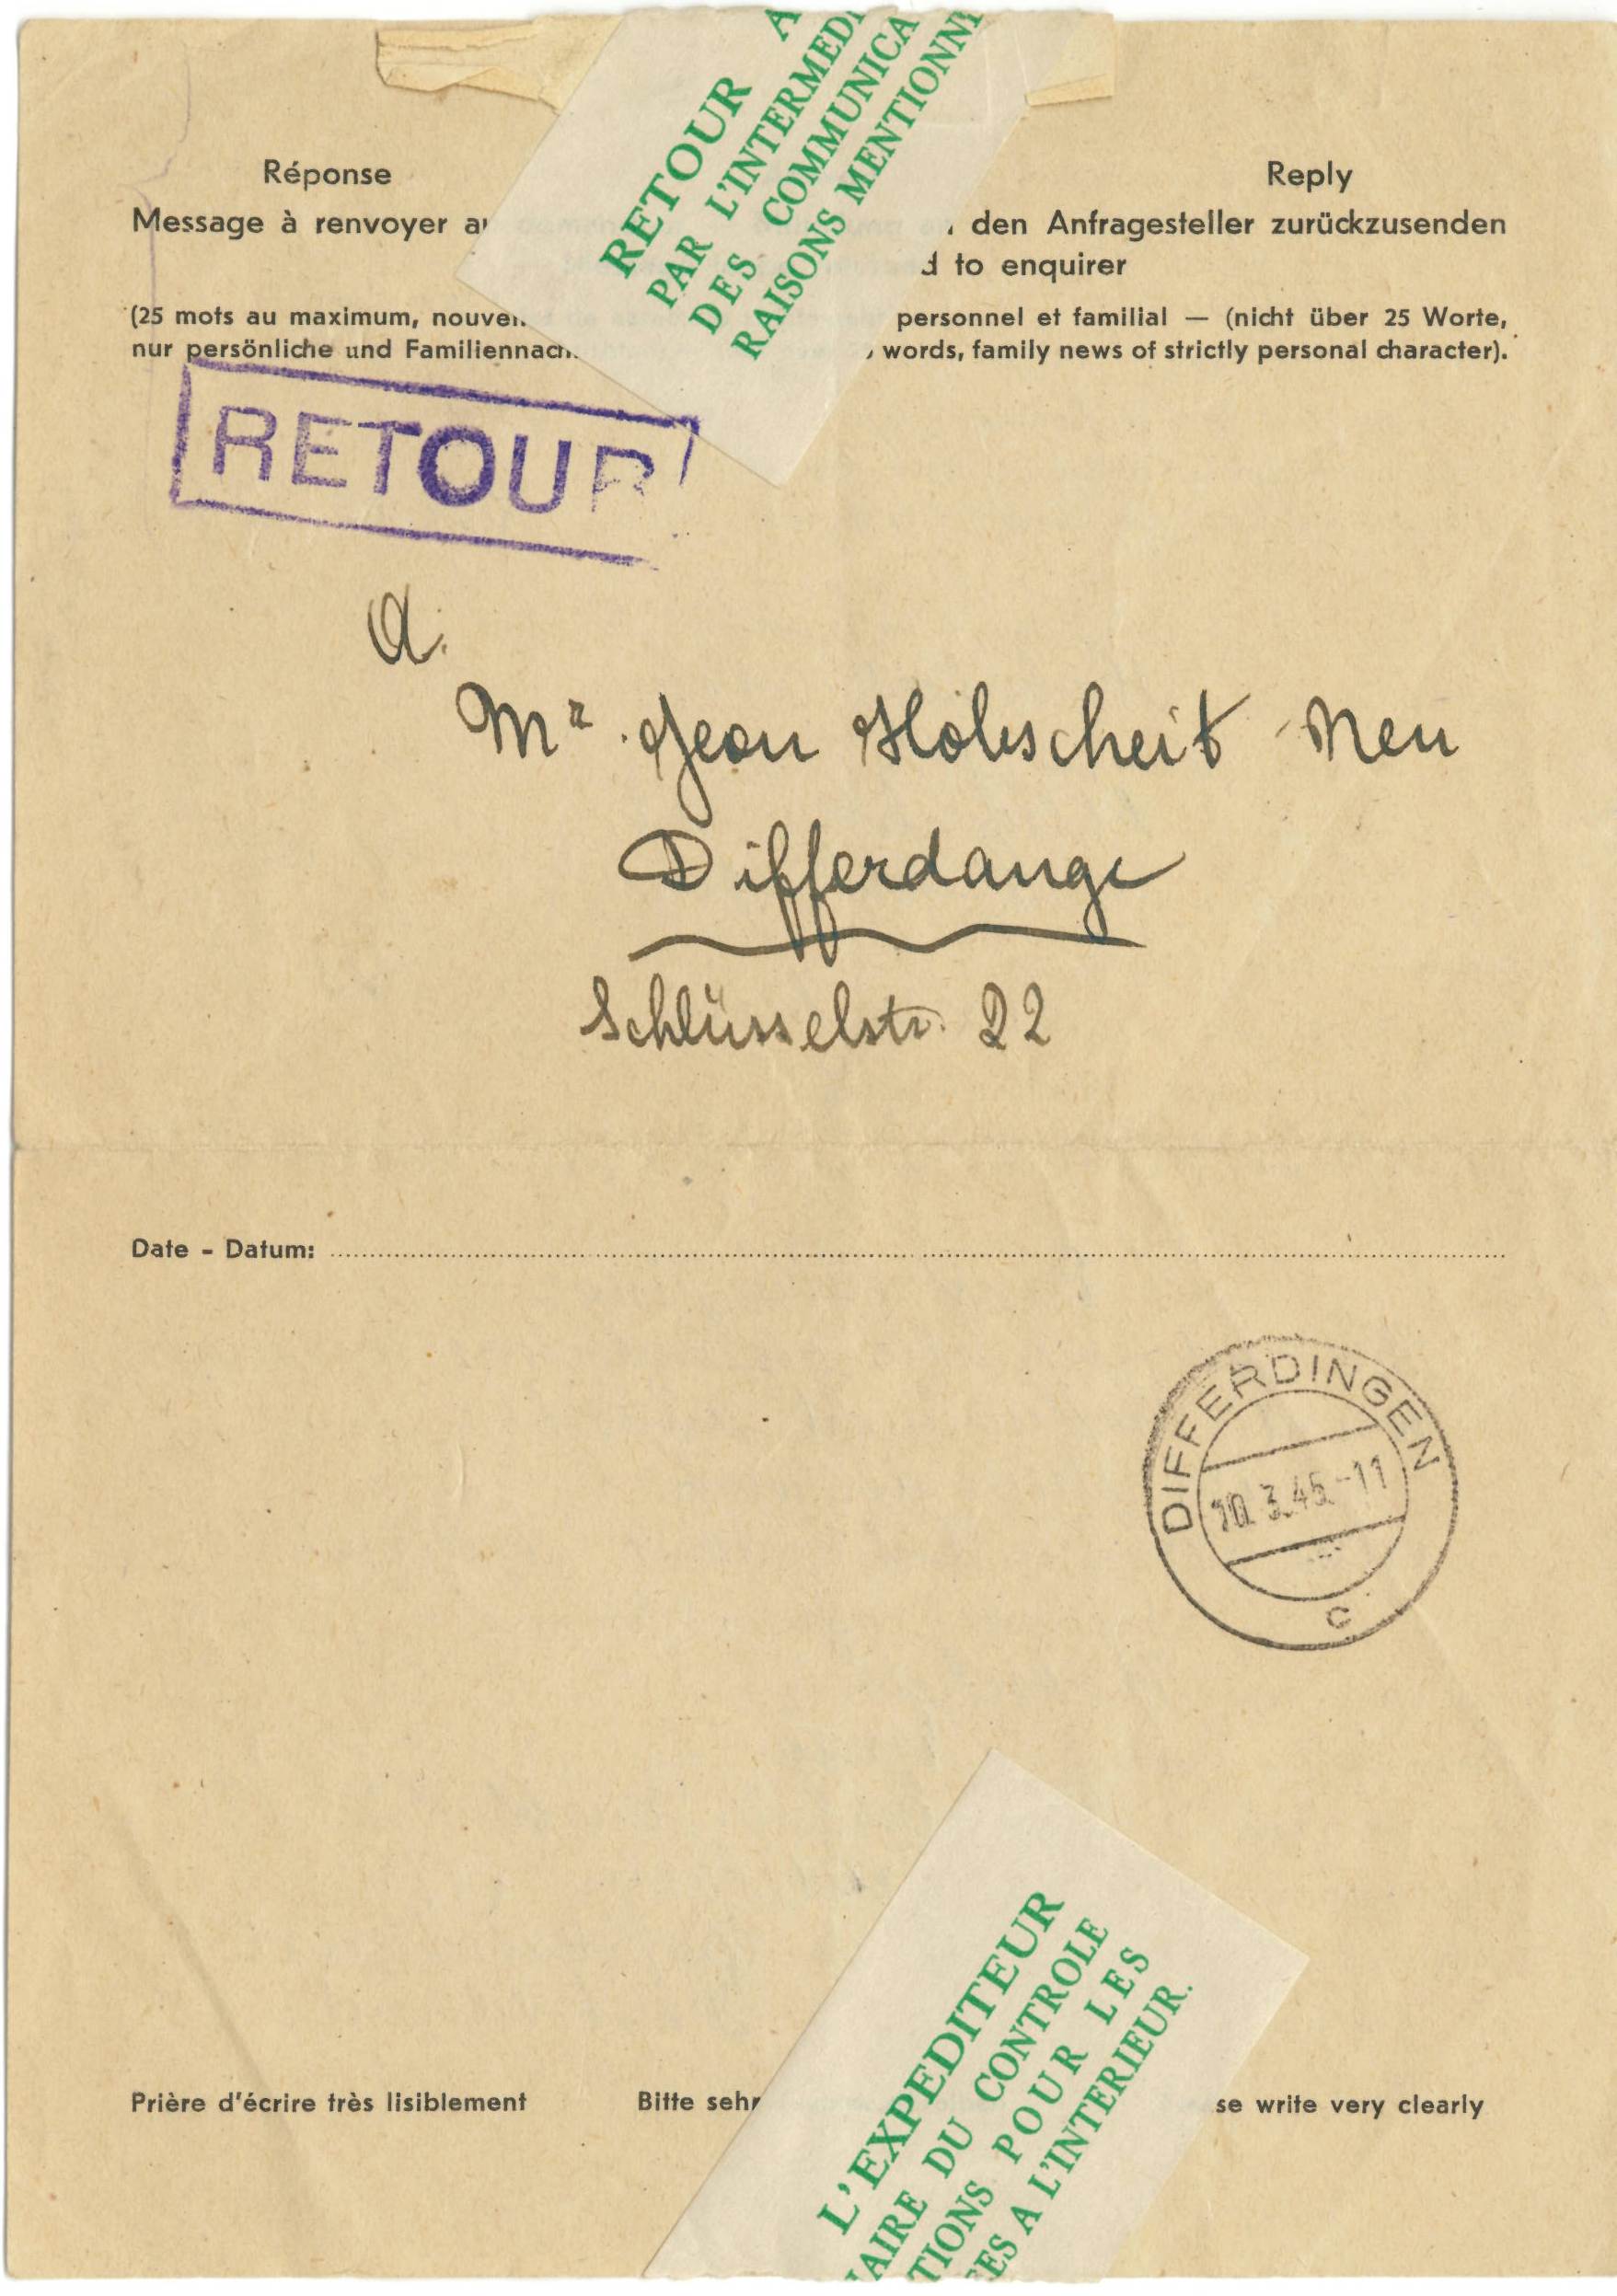 RETOUR A
PAR L'INTERMEDI
DES COMMUNICA
RAISONS MENTIONN
Réponse
Reply
Message à renvoyer au
den Anfragesteller zurückzusenden
d to enquirer
(25 mots au maximum, nouvel
personnel et familial — (nicht über 25 Worte,
nur persönliche und Familiennach
words, family news of strictly personal character).
RETOUR
A.
Mr. Jean Holscheit-Neu
Differdange
Schlüsselstr. 22
Date - Datum:
DIFFERDINGEN
10.3.45.-11
c
L'EXPEDITEUR
AIRE DU CONTROLE
TIONS POUR LES
ES A L'INTERIEUR.
Prière d'écrire très lisiblement
Bitte sehr
se write very clearly